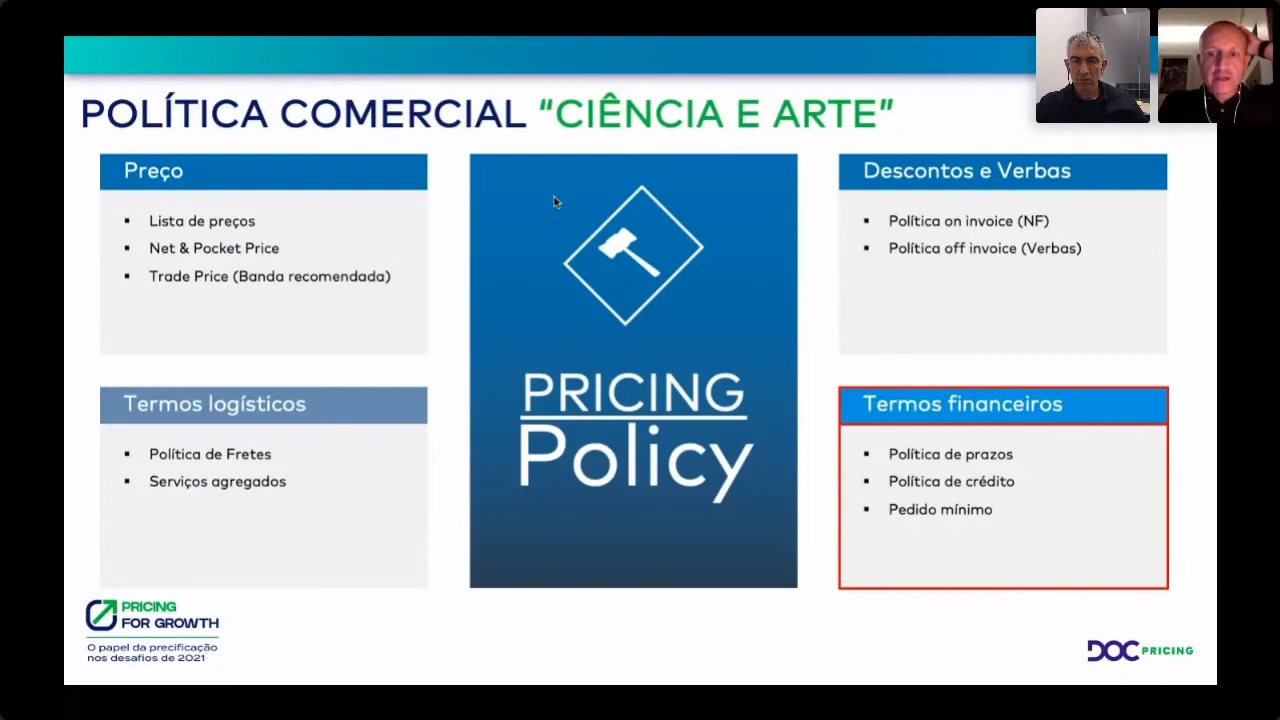 POLÍTICA COMERCIAL “CIÊNCIA E ARTE”
Preço
▪ Lista de preços
▪ Net & Pocket Price
▪ Trade Price (Banda recomendada)
PRICING
Policy
Descontos e Verbas
▪ Política on invoice (NF)
▪ Política off invoice (Verbas)
Termos logísticos
▪ Política de Fretes
▪ Serviços agregados
Termos financeiros
▪ Política de prazos
▪ Política de crédito
▪ Pedido mínimo
PRICING
FOR GROWTH
O papel da precificação
nos desafios de 2021
DOC PRICING